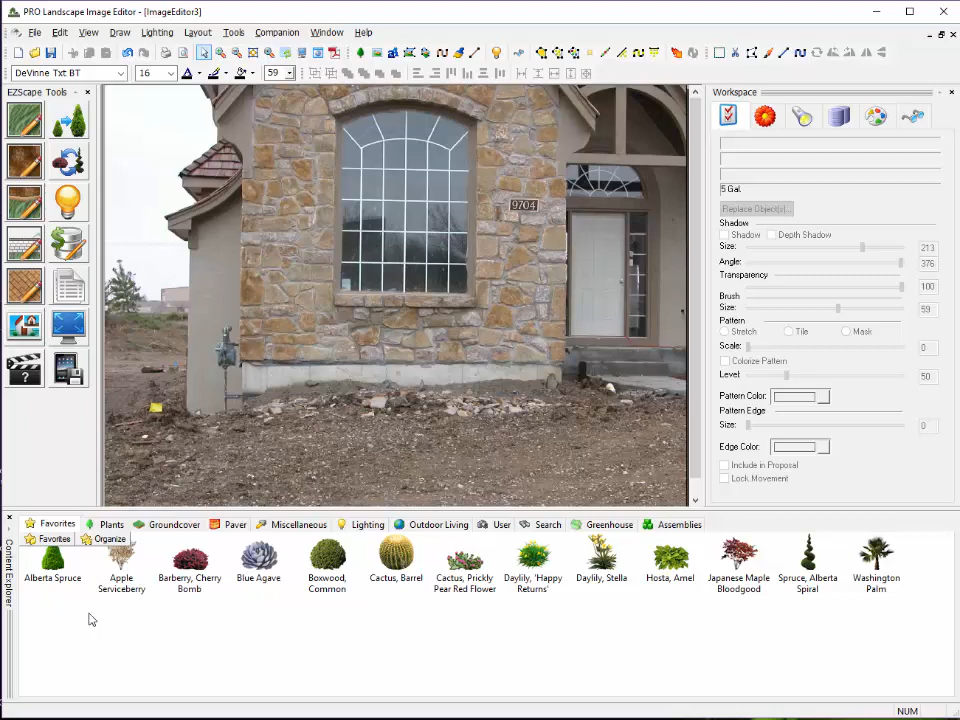 PRO Landscape Image Editor - [ImageEditor3]
File Edit View Draw Lighting Layout Tools Companion Window Help
DeVinne Txt BT 16 59
EZScape Tools
Workspace
9704
5 Gal.
Replace Object(s)...
Shadow
Shadow Depth Shadow
Size: 213
Angle: 376
Transparency
100
Brush
Size: 59
Pattern
Stretch Tile Mask
Scale: 0
Colorize Pattern
Level: 50
Pattern Color:
Pattern Edge
Size: 0
Edge Color:
Include in Proposal
Lock Movement
Content Explorer
Favorites Plants Groundcover Paver Miscellaneous Lighting Outdoor Living User Search Greenhouse Assemblies
Favorites Organize
Alberta Spruce
Apple Serviceberry
Barberry, Cherry Bomb
Blue Agave
Boxwood, Common
Cactus, Barrel
Cactus, Prickly Pear Red Flower
Daylily, 'Happy Returns'
Daylily, Stella
Hosta, Amel
Japanese Maple Bloodgood
Spruce, Alberta Spiral
Washington Palm
NUM